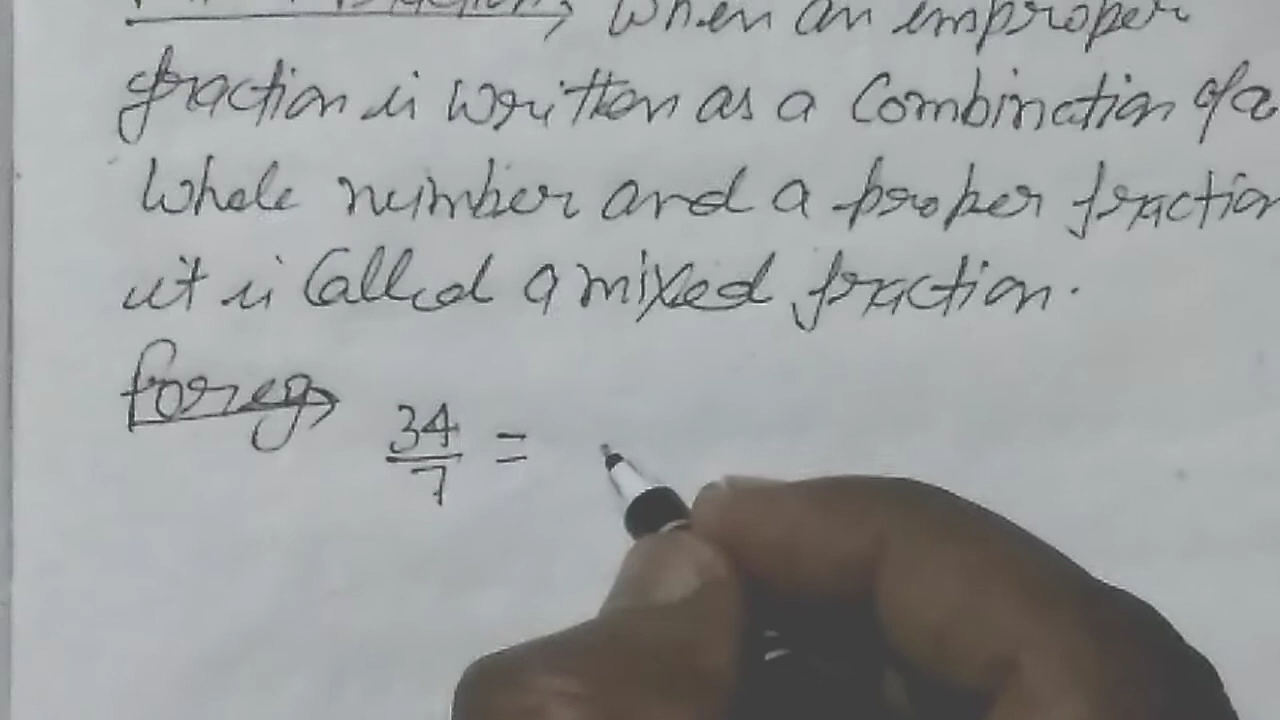 When an improper
fraction is written as a Combination of a
Whole number and a proper fraction
it is Called a mixed fraction.
for eg→ 34/7 =